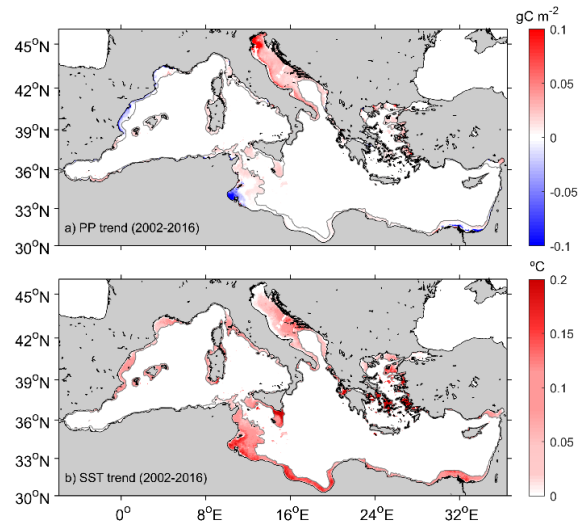 gC m⁻²
45°N
42°N
39°N
36°N
33°N
30°N
a) PP trend (2002-2016)
0.1
0.05
0
-0.05
-0.1
ºC
45°N
42°N
39°N
36°N
33°N
30°N
b) SST trend (2002-2016)
0.2
0.15
0.1
0.05
0
0° 8°E 16°E 24°E 32°E